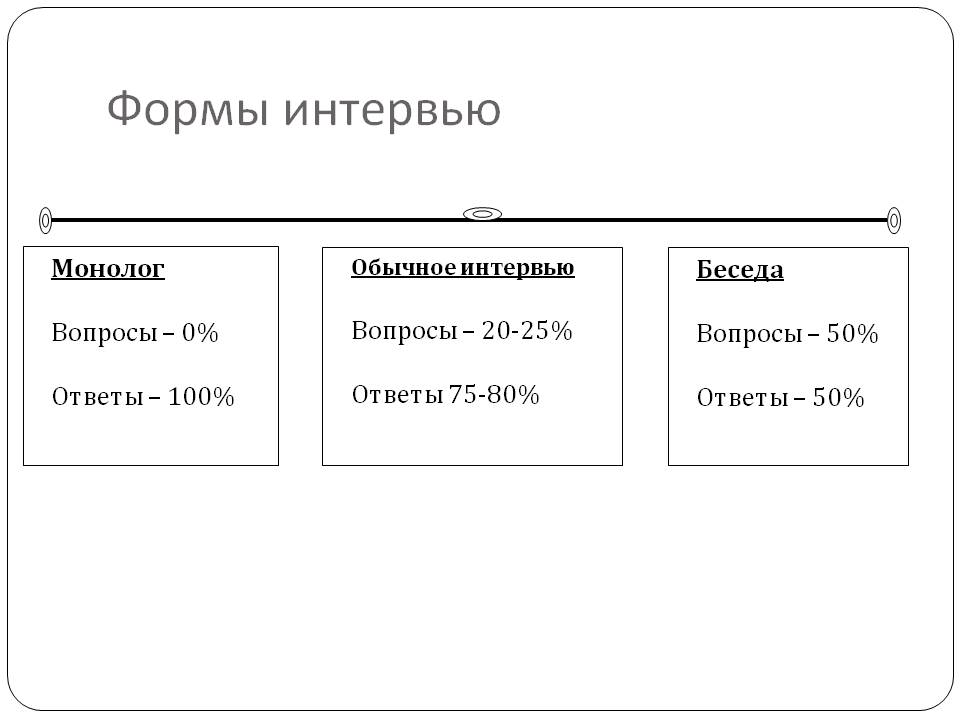 Формы интервью
Монолог
Вопросы – 0%
Ответы – 100%
Обычное интервью
Вопросы – 20-25%
Ответы 75-80%
Беседа
Вопросы – 50%
Ответы – 50%